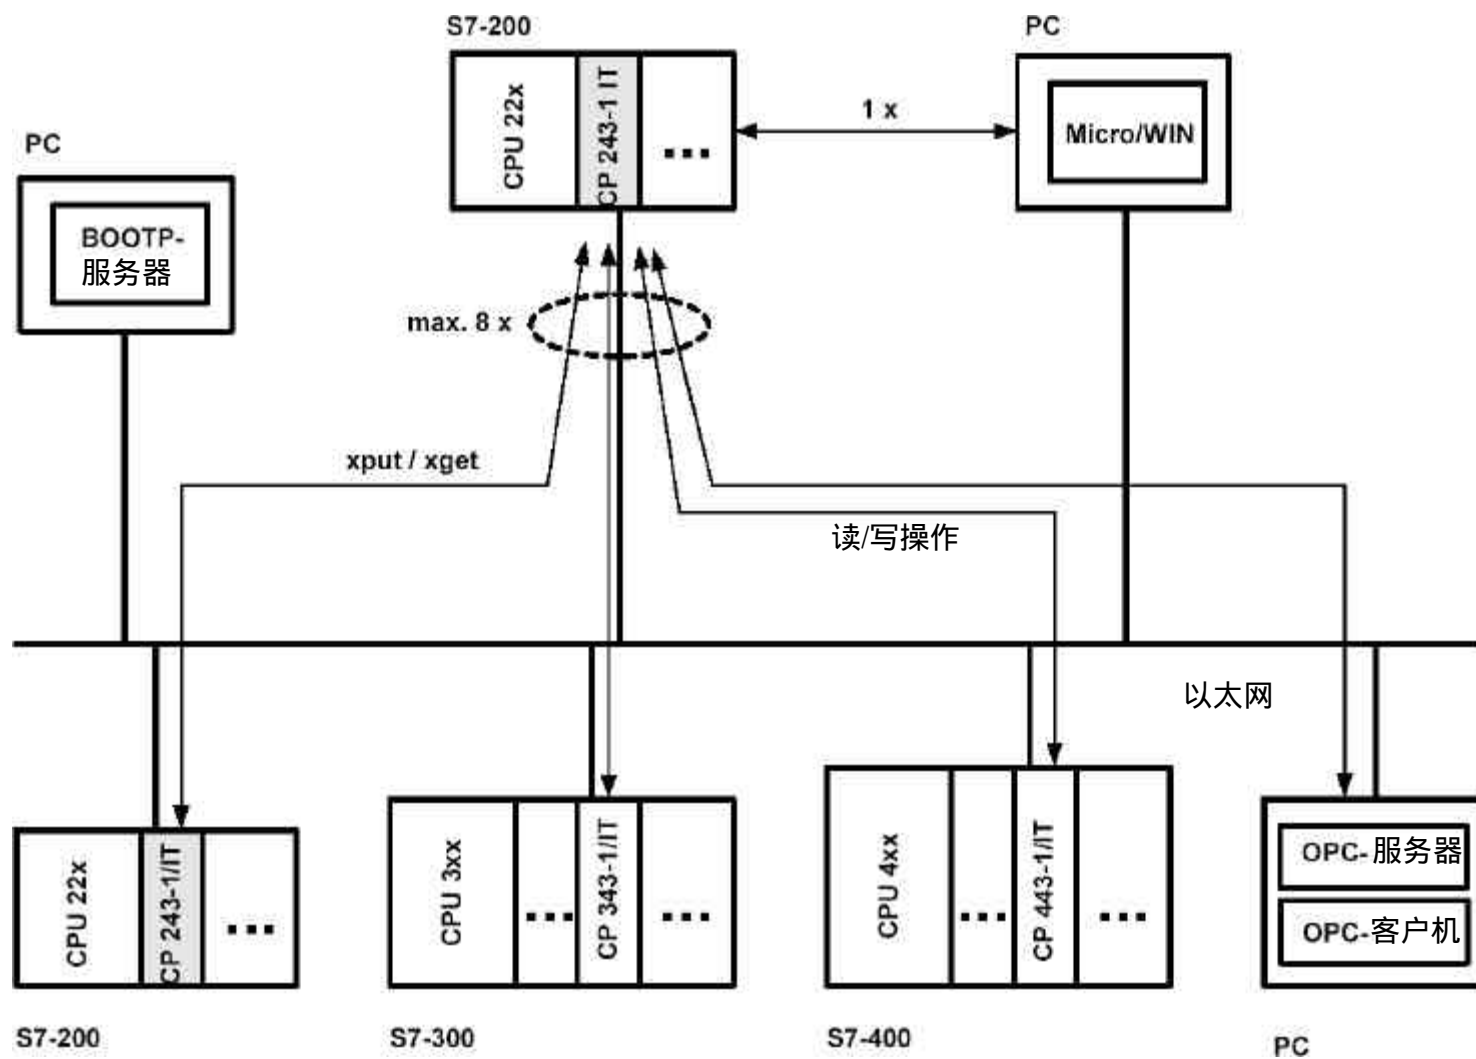 S7-200
PC
CPU 22x
CP 243-1 IT
...
1 x
Micro/WIN
PC
BOOTP-
服务器
max. 8 x
xput / xget
读/写操作
以太网
CPU 22x
CP 243-1/IT
...
CPU 3xx
...
CP 343-1/IT
...
CPU 4xx
...
CP 443-1/IT
...
OPC-服务器
OPC-客户机
S7-200
S7-300
S7-400
PC